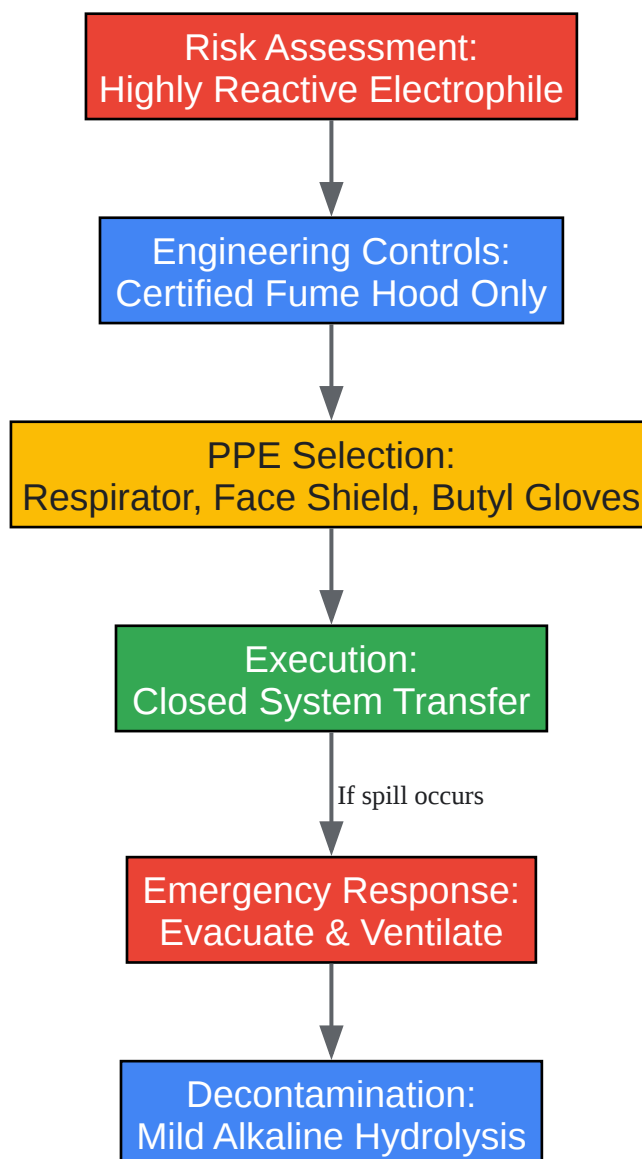 Risk Assessment:
Highly Reactive Electrophile
Engineering Controls:
Certified Fume Hood Only
PPE Selection:
Respirator, Face Shield, Butyl Gloves
Execution:
Closed System Transfer
If spill occurs
Emergency Response:
Evacuate & Ventilate
Decontamination:
Mild Alkaline Hydrolysis